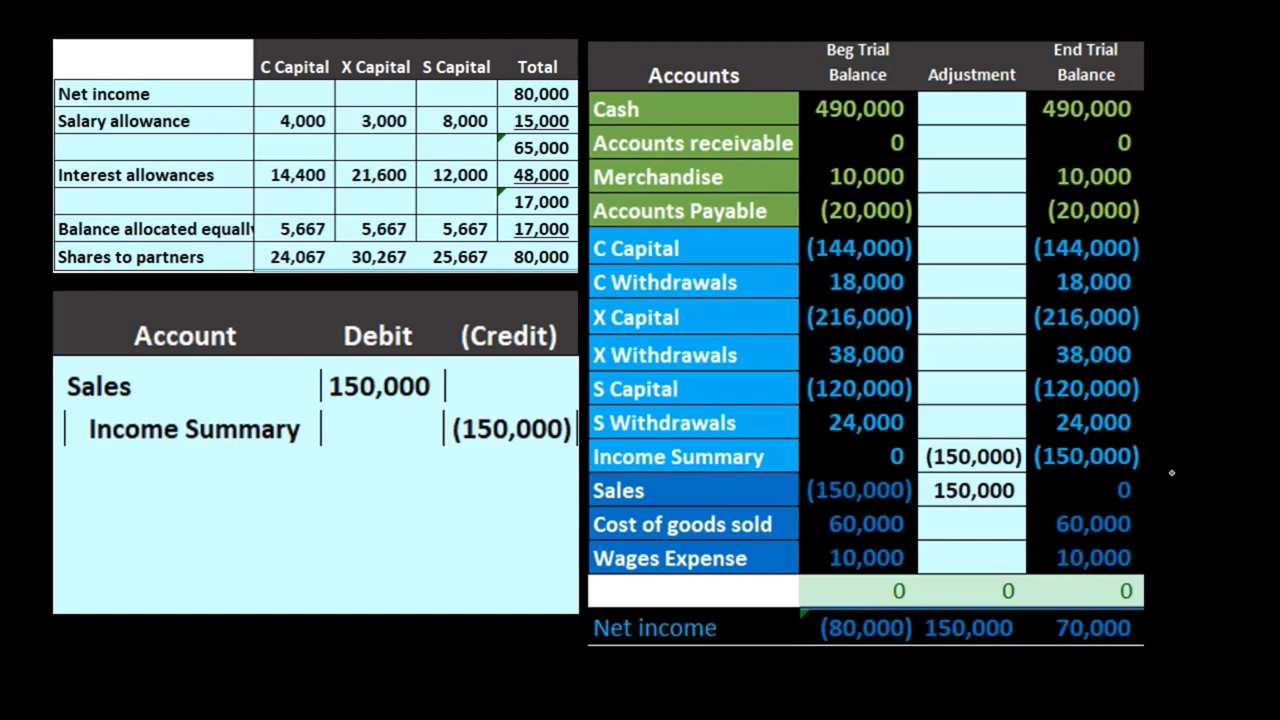 C Capital X Capital S Capital Total
Net income 80,000
Salary allowance 4,000 3,000 8,000 15,000
65,000
Interest allowances 14,400 21,600 12,000 48,000
17,000
Balance allocated equally 5,667 5,667 5,667 17,000
Shares to partners 24,067 30,267 25,667 80,000
Account Debit (Credit)
Sales 150,000
Income Summary (150,000)
Beg Trial End Trial
Accounts Balance Adjustment Balance
Cash 490,000 490,000
Accounts receivable 0 0
Merchandise 10,000 10,000
Accounts Payable (20,000) (20,000)
C Capital (144,000) (144,000)
C Withdrawals 18,000 18,000
X Capital (216,000) (216,000)
X Withdrawals 38,000 38,000
S Capital (120,000) (120,000)
S Withdrawals 24,000 24,000
Income Summary 0 (150,000) (150,000)
Sales (150,000) 150,000 0
Cost of goods sold 60,000 60,000
Wages Expense 10,000 10,000
0 0 0
Net income (80,000) 150,000 70,000